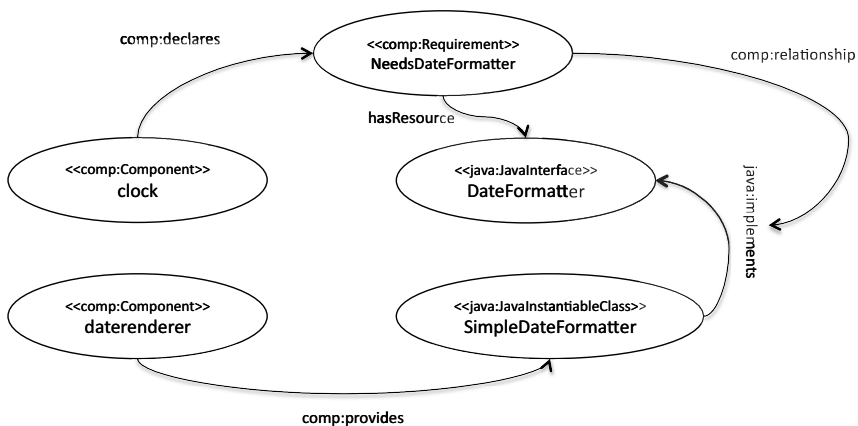 comp:declares
<<comp:Requirement>>
NeedsDateFormatter
comp:relationship
hasResource
<<comp:Component>>
clock
<<java:JavaInterface>>
DateFormatter
java:implements
<<comp:Component>>
daterenderer
<<java:JavaInstantiableClass>>
SimpleDateFormatter
comp:provides